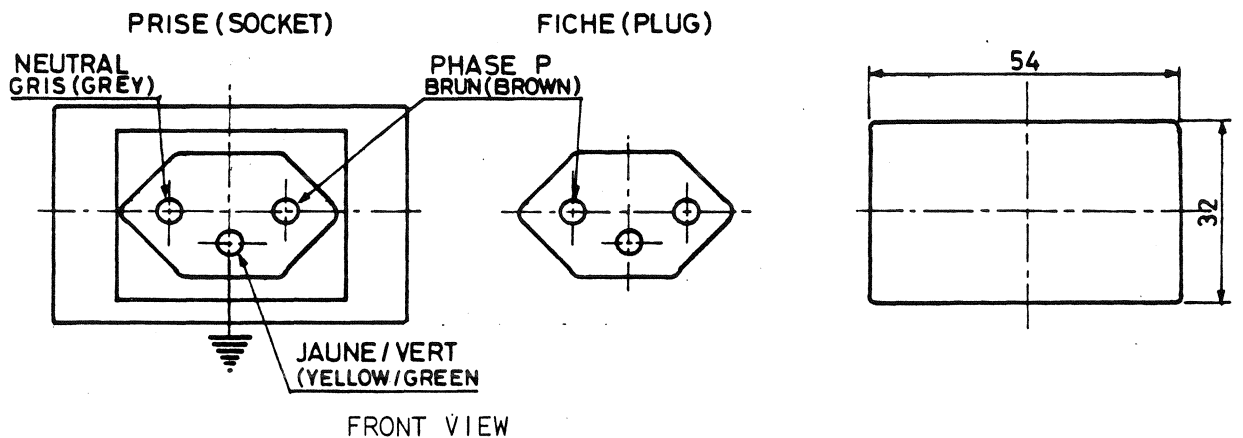 PRISE (SOCKET)
FICHE (PLUG)
NEUTRAL
GRIS (GREY)
PHASE P
BRUN (BROWN)
54
32
JAUNE / VERT
(YELLOW/GREEN
FRONT VIEW